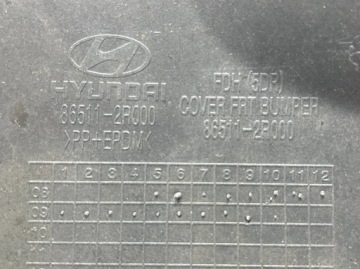 HYUNDAI
86511-2R000
>PP+EPDM<
FDH (5DR)
COVER FRT BUMPER
86511-2R000
1 2 3 4 5 6 7 8 9 10 11 12
08
09
10
11